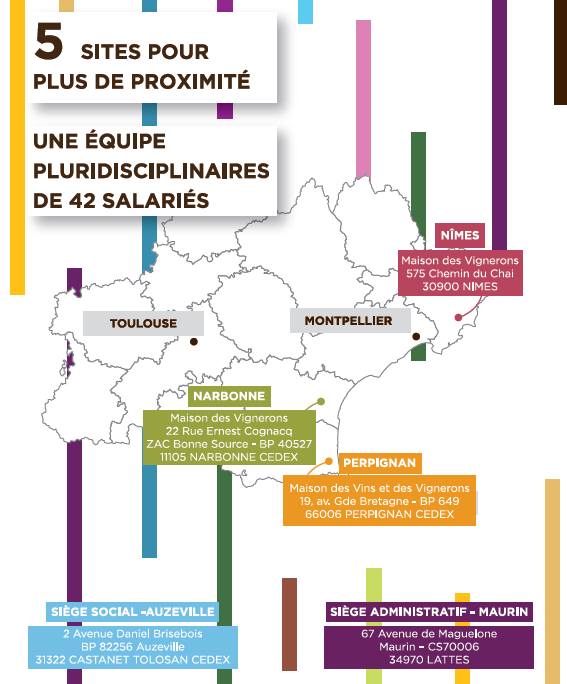 5 SITES POUR
PLUS DE PROXIMITÉ
UNE ÉQUIPE
PLURIDISCIPLINAIRES
DE 42 SALARIÉS
NÎMES
Maison des Vignerons
575 Chemin du Chai
30900 NIMES
TOULOUSE
MONTPELLIER
NARBONNE
Maison des Vignerons
22 Rue Ernest Cognacq
ZAC Bonne Source - BP 40527
11105 NARBONNE CEDEX
PERPIGNAN
Maison des Vins et des Vignerons
19, av. Gde Bretagne - BP 649
66006 PERPIGNAN CEDEX
SIÈGE SOCIAL -AUZEVILLE
2 Avenue Daniel Brisebois
BP 82256 Auzeville
31322 CASTANET TOLOSAN CEDEX
SIÈGE ADMINISTRATIF - MAURIN
67 Avenue de Maguelone
Maurin - CS70006
34970 LATTES